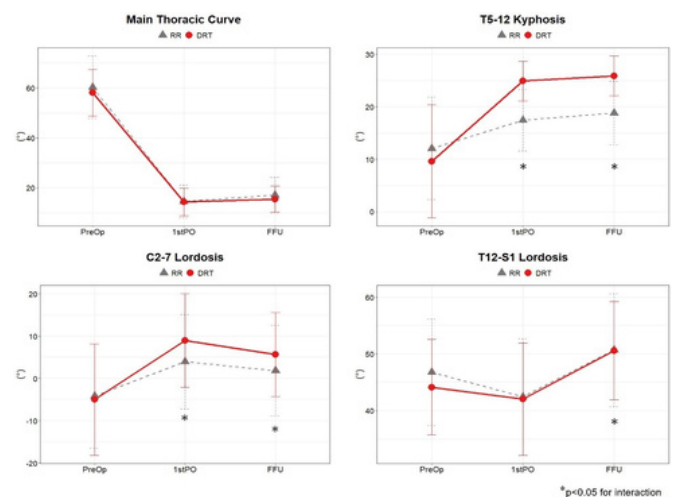 Main Thoracic Curve
RR DRT
60
40
20
(°)
PreOp 1stPO FFU
T5-12 Kyphosis
RR DRT
30
20
10
0
(°)
* *
PreOp 1stPO FFU
C2-7 Lordosis
RR DRT
20
10
0
-10
-20
(°)
* *
PreOp 1stPO FFU
T12-S1 Lordosis
RR DRT
60
50
40
(°)
*
PreOp 1stPO FFU
*p<0.05 for interaction